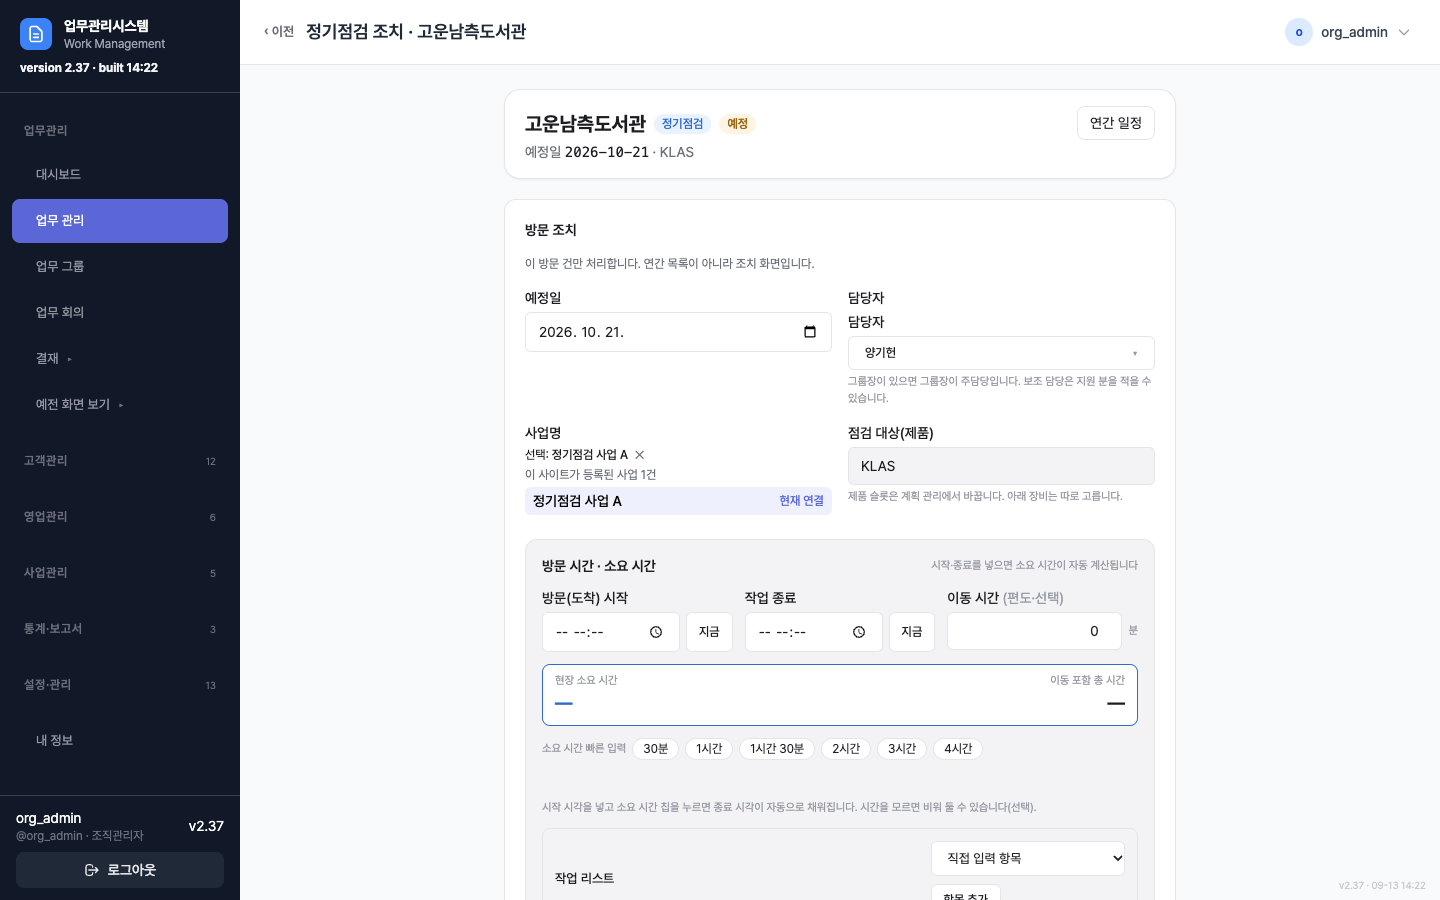 업무관리시스템
Work Management
version 2.37 · built 14:22
업무관리
대시보드
업무 관리
업무 그룹
업무 회의
결재 ▸
예전 화면 보기 ▸
고객관리 12
영업관리 6
사업관리 5
통계·보고서 3
설정·관리 13
내 정보
org_admin
@org_admin · 조직관리자
v2.37
로그아웃
‹ 이전 정기점검 조치 · 고운남측도서관
o org_admin
고운남측도서관 정기점검 예정
연간 일정
예정일 2026-10-21 · KLAS
방문 조치
이 방문 건만 처리합니다. 연간 목록이 아니라 조치 화면입니다.
예정일
2026. 10. 21.
담당자
담당자
양기헌 ▾
그룹장이 있으면 그룹장이 주담당입니다. 보조 담당은 지원 분을 적을 수
있습니다.
사업명
선택: 정기점검 사업 A ×
이 사이트가 등록된 사업 1건
정기점검 사업 A 현재 연결
점검 대상(제품)
KLAS
제품 슬롯은 계획 관리에서 바꿉니다. 아래 장비는 따로 고릅니다.
방문 시간 · 소요 시간
시작·종료를 넣으면 소요 시간이 자동 계산됩니다
방문(도착) 시작
-- --:-- 지금
작업 종료
-- --:-- 지금
이동 시간 (편도·선택)
0 분
현장 소요 시간
—
이동 포함 총 시간
—
소요 시간 빠른 입력 30분 1시간 1시간 30분 2시간 3시간 4시간
시작 시각을 넣고 소요 시간 칩을 누르면 종료 시각이 자동으로 채워집니다. 시간을 모르면 비워 둘 수 있습니다(선택).
작업 리스트
직접 입력 항목
항목 추가
v2.37 · 09-13 14:22